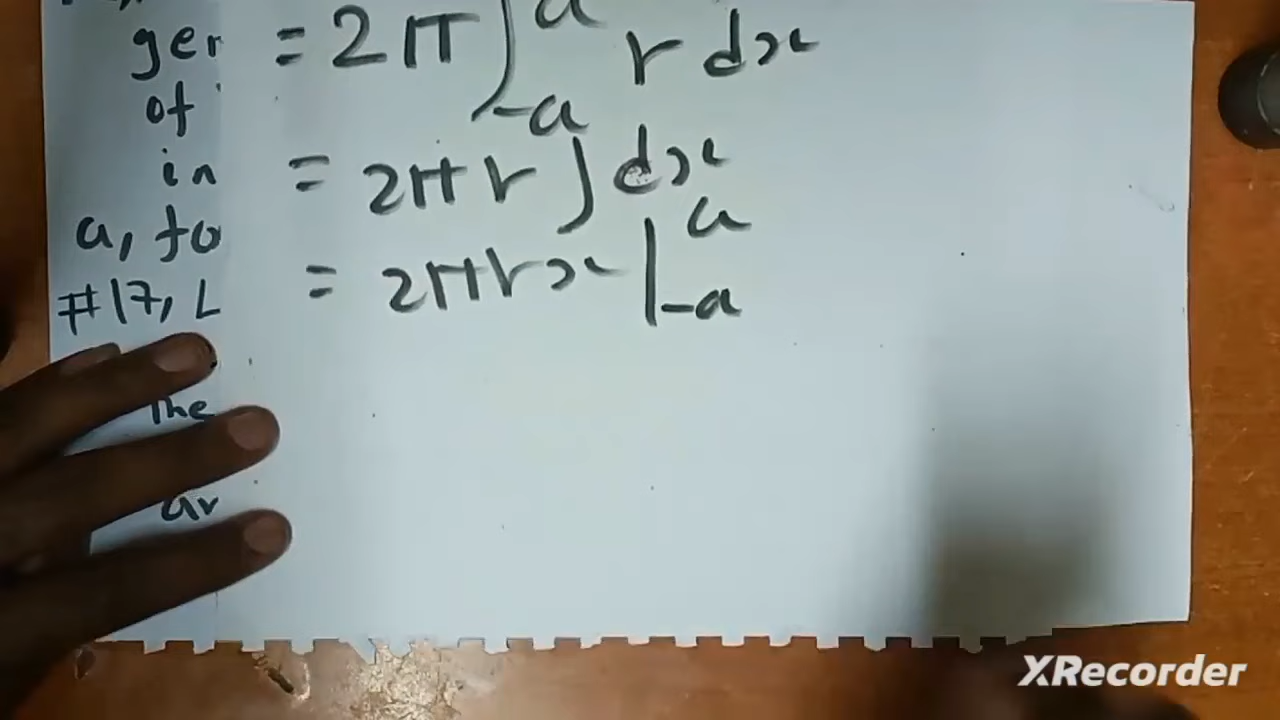 ger = 2π∫_{-a}^{a} r dx
of
in = 2πr∫dx
a, to = 2πrx|_{-a}^{a}
#17, L
The
ar
XRecorder